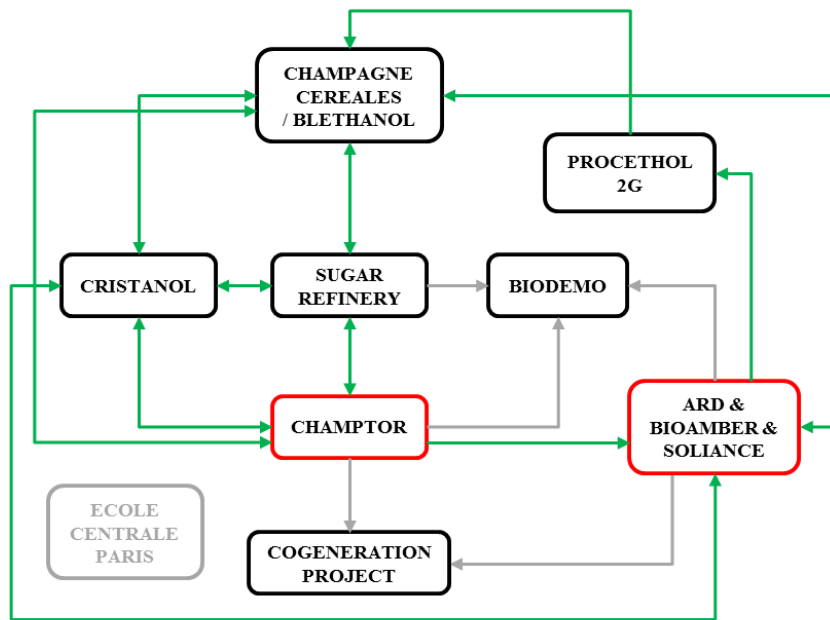 CHAMPAGNE
CEREALES
/ BLETHANOL
PROCETHOL
2G
CRISTANOL
SUGAR
REFINERY
BIODEMO
CHAMPTOR
ARD &
BIOAMBER &
SOLIANCE
ECOLE
CENTRALE
PARIS
COGENERATION
PROJECT